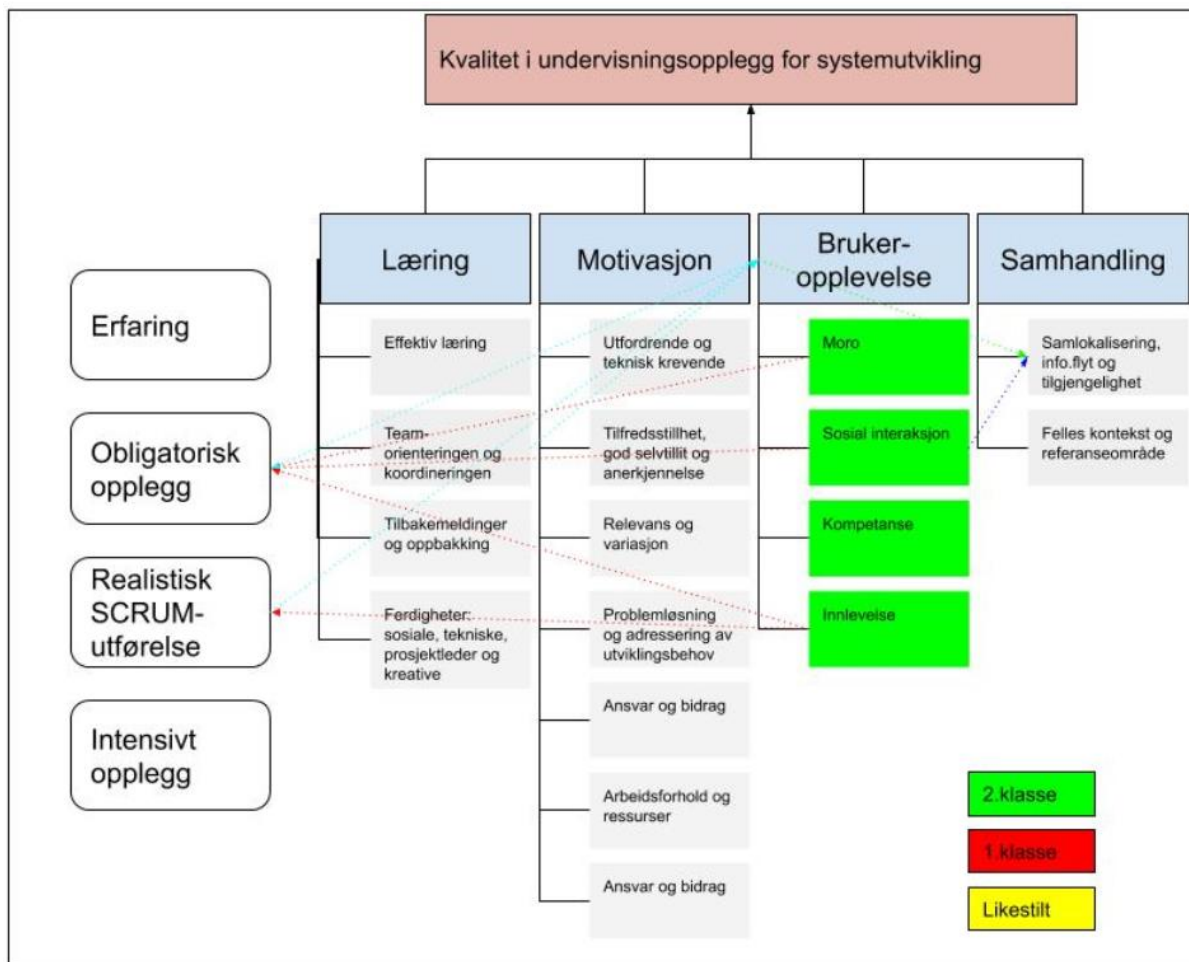 Kvalitet i undervisningsopplegg for systemutvikling
Læring
Motivasjon
Bruker-
opplevelse
Samhandling
Erfaring
Obligatorisk
opplegg
Realistisk
SCRUM-
utførelse
Intensivt
opplegg
Effektiv læring
Team-
orienteringen og
koordineringen
Tilbakemeldinger
og oppbakking
Ferdigheter:
sosiale, tekniske,
prosjektleder og
kreative
Utfordrende og
teknisk krevende
Tilfredsstillhet,
god selvtillit og
anerkjennelse
Relevans og
variasjon
Problemløsning
og adressering av
utviklingsbehov
Ansvar og bidrag
Arbeidsforhold og
ressurser
Ansvar og bidrag
Moro
Sosial interaksjon
Kompetanse
Innlevelse
Samlokalisering,
info.flyt og
tilgjengelighet
Felles kontekst og
referanseområde
2.klasse
1.klasse
Likestilt